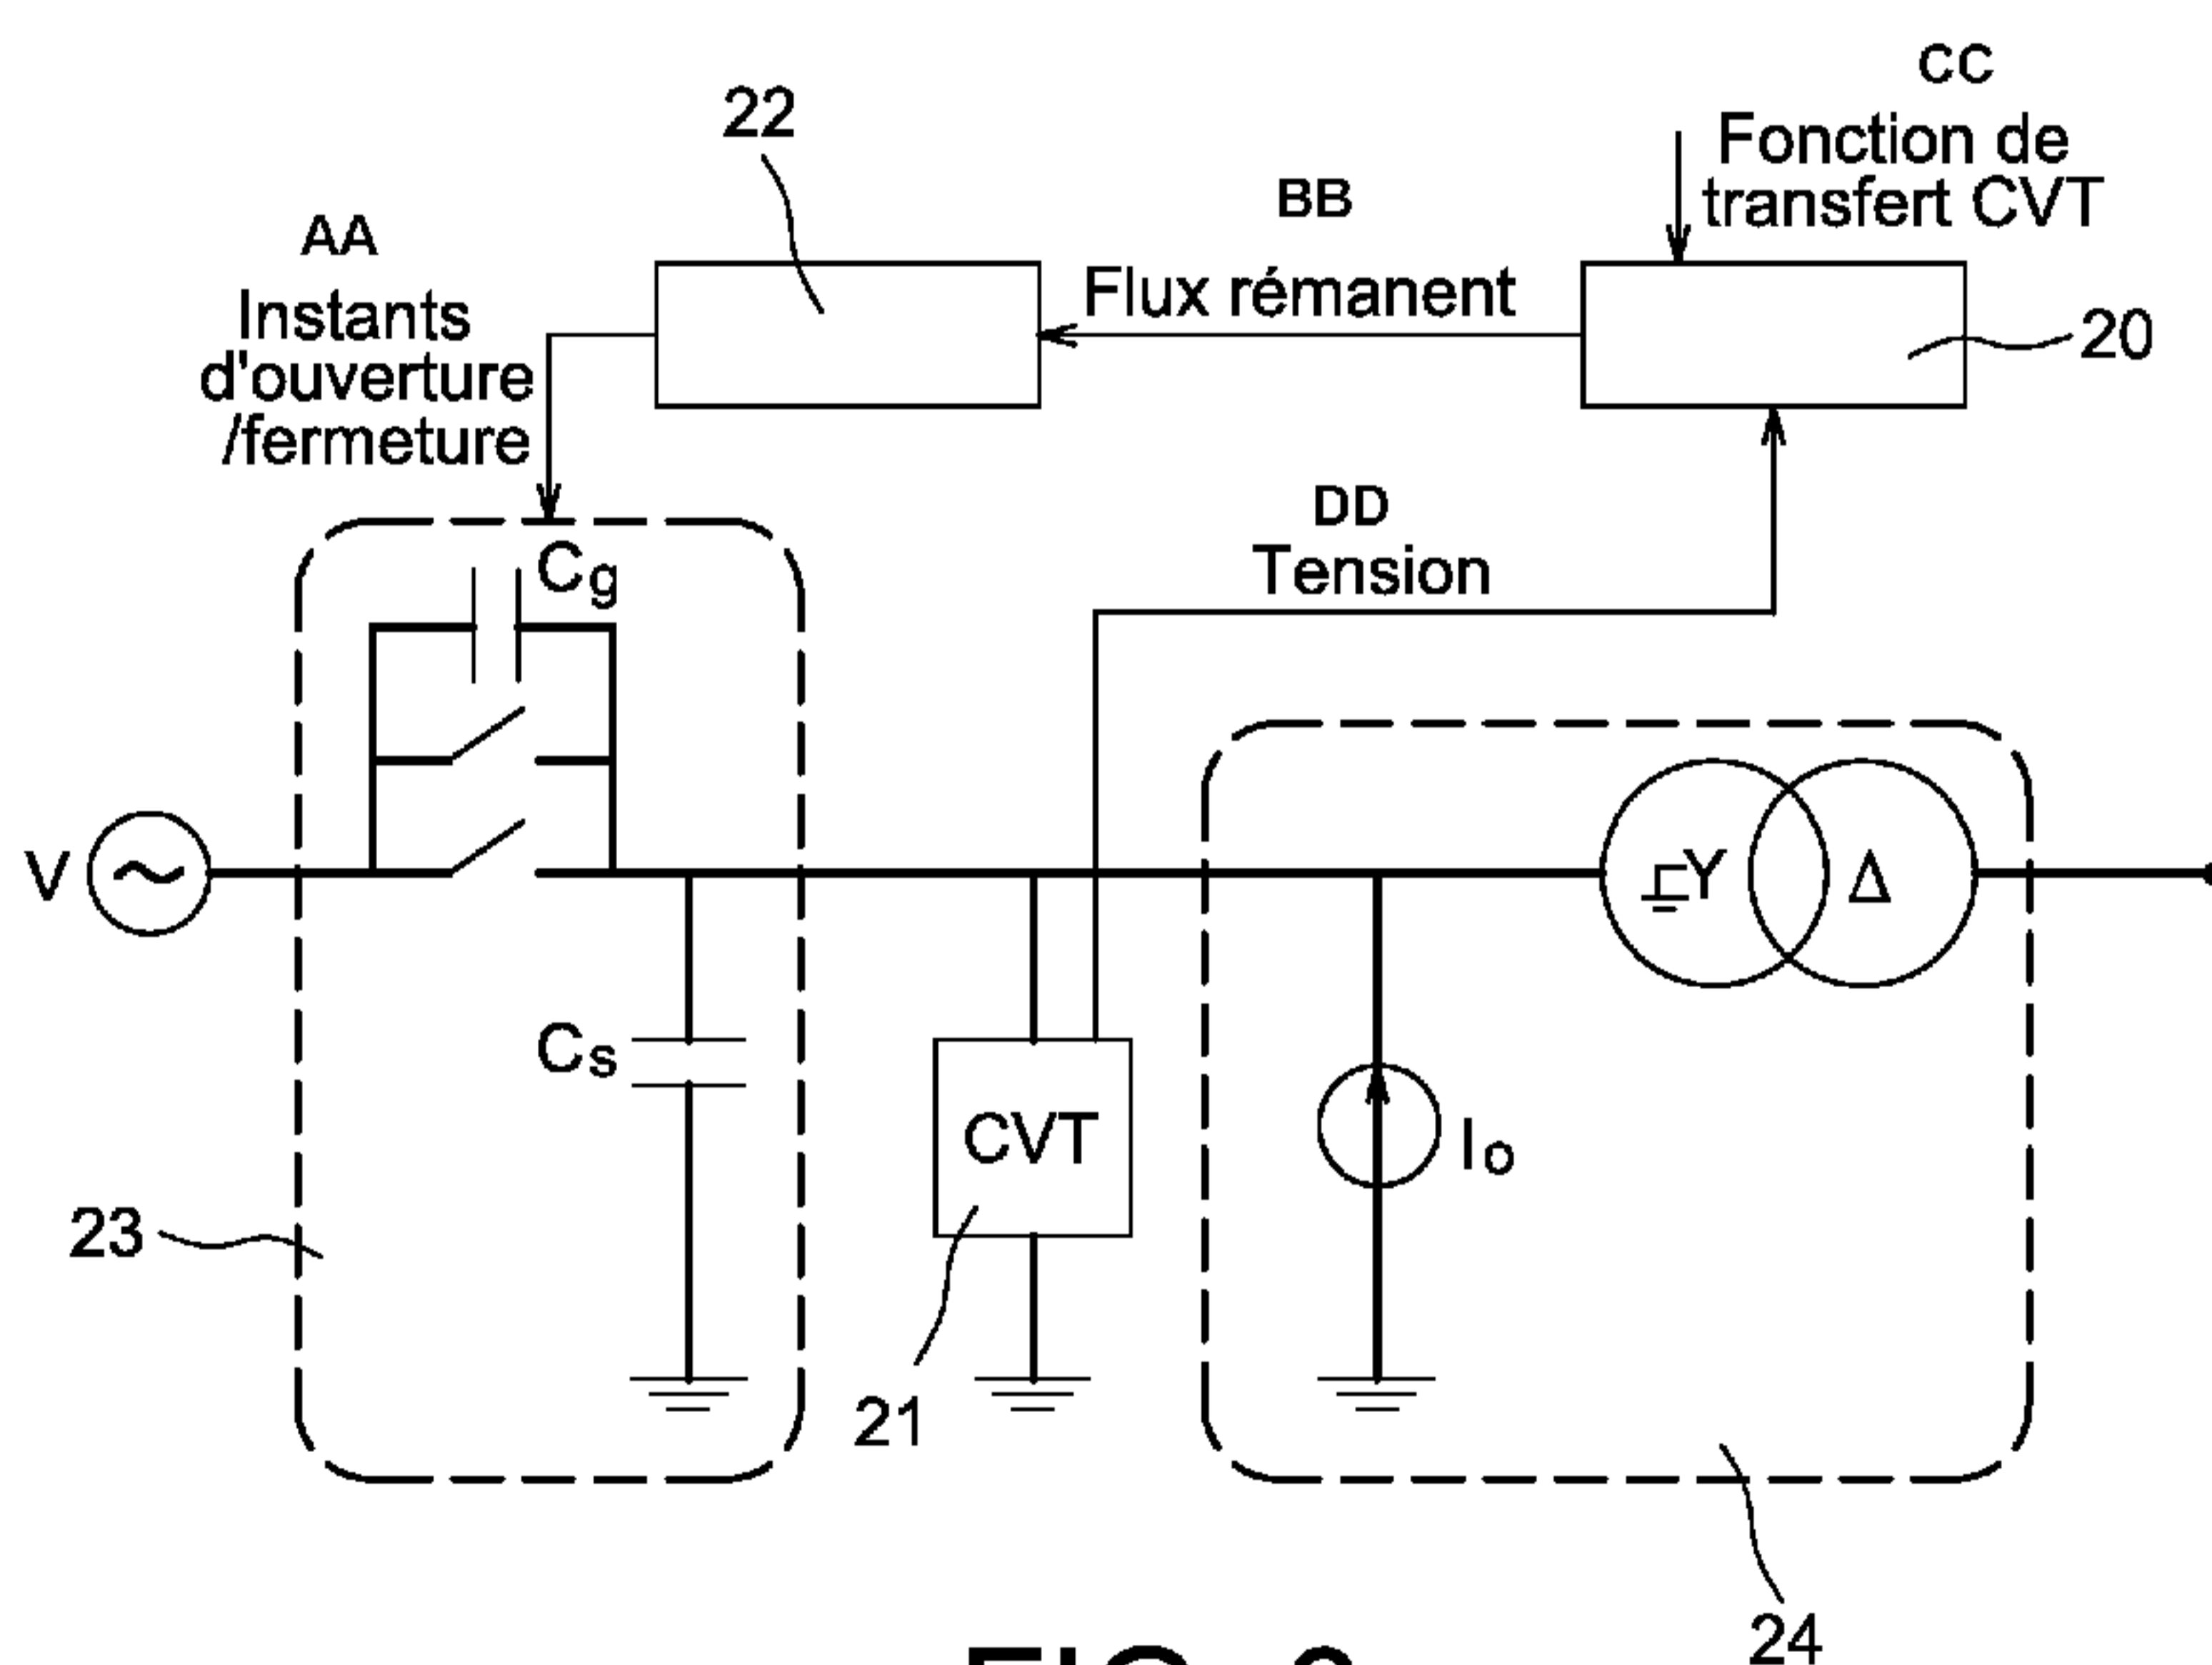 CC
22
Fonction de
transfert CVT
BB
AA
Flux rémanent
Instants
d'ouverture
/fermeture
20
DD
Tension
Cg
V
Y
Δ
Cs
CVT
Io
23
21
24